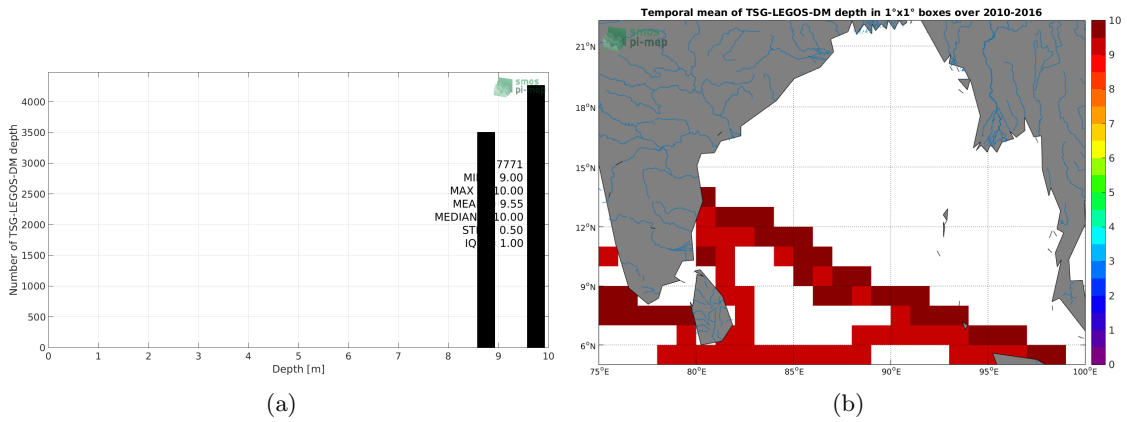 Temporal mean of TSG-LEGOS-DM depth in 1°x1° boxes over 2010-2016
smos
pi-mep
Number of TSG-LEGOS-DM depth
4000
3500
3000
2500
2000
1500
1000
500
0
7771
MI 9.00
MAX 10.00
MEA 9.55
MEDIAN 10.00
ST 0.50
IQ 1.00
0 1 2 3 4 5 6 7 8 9 10
Depth [m]
(a)
smos
pi-mep
21°N
18°N
15°N
12°N
9°N
6°N
75°E 80°E 85°E 90°E 95°E 100°E
10
9
8
7
6
5
4
3
2
1
0
(b)